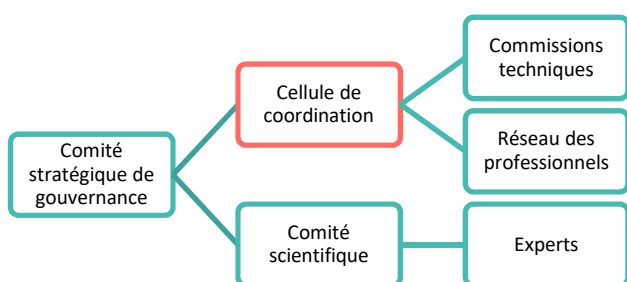 Comité
stratégique de
gouvernance
Cellule de
coordination
Comité
scientifique
Commissions
techniques
Réseau des
professionnels
Experts